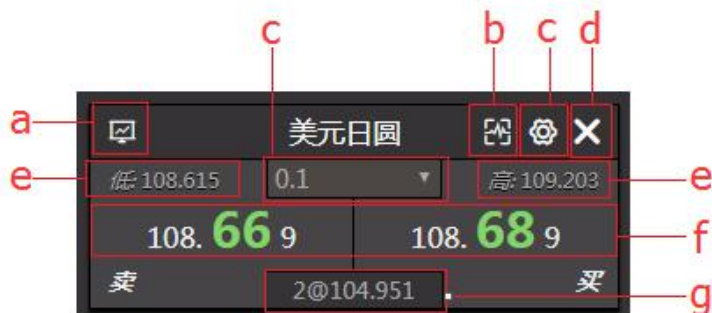 c b c d
a 美元日圆
e 低: 108.615 0.1 高: 109.203 e
108. 66 9 108. 68 9 f
卖 2@104.951 买 g